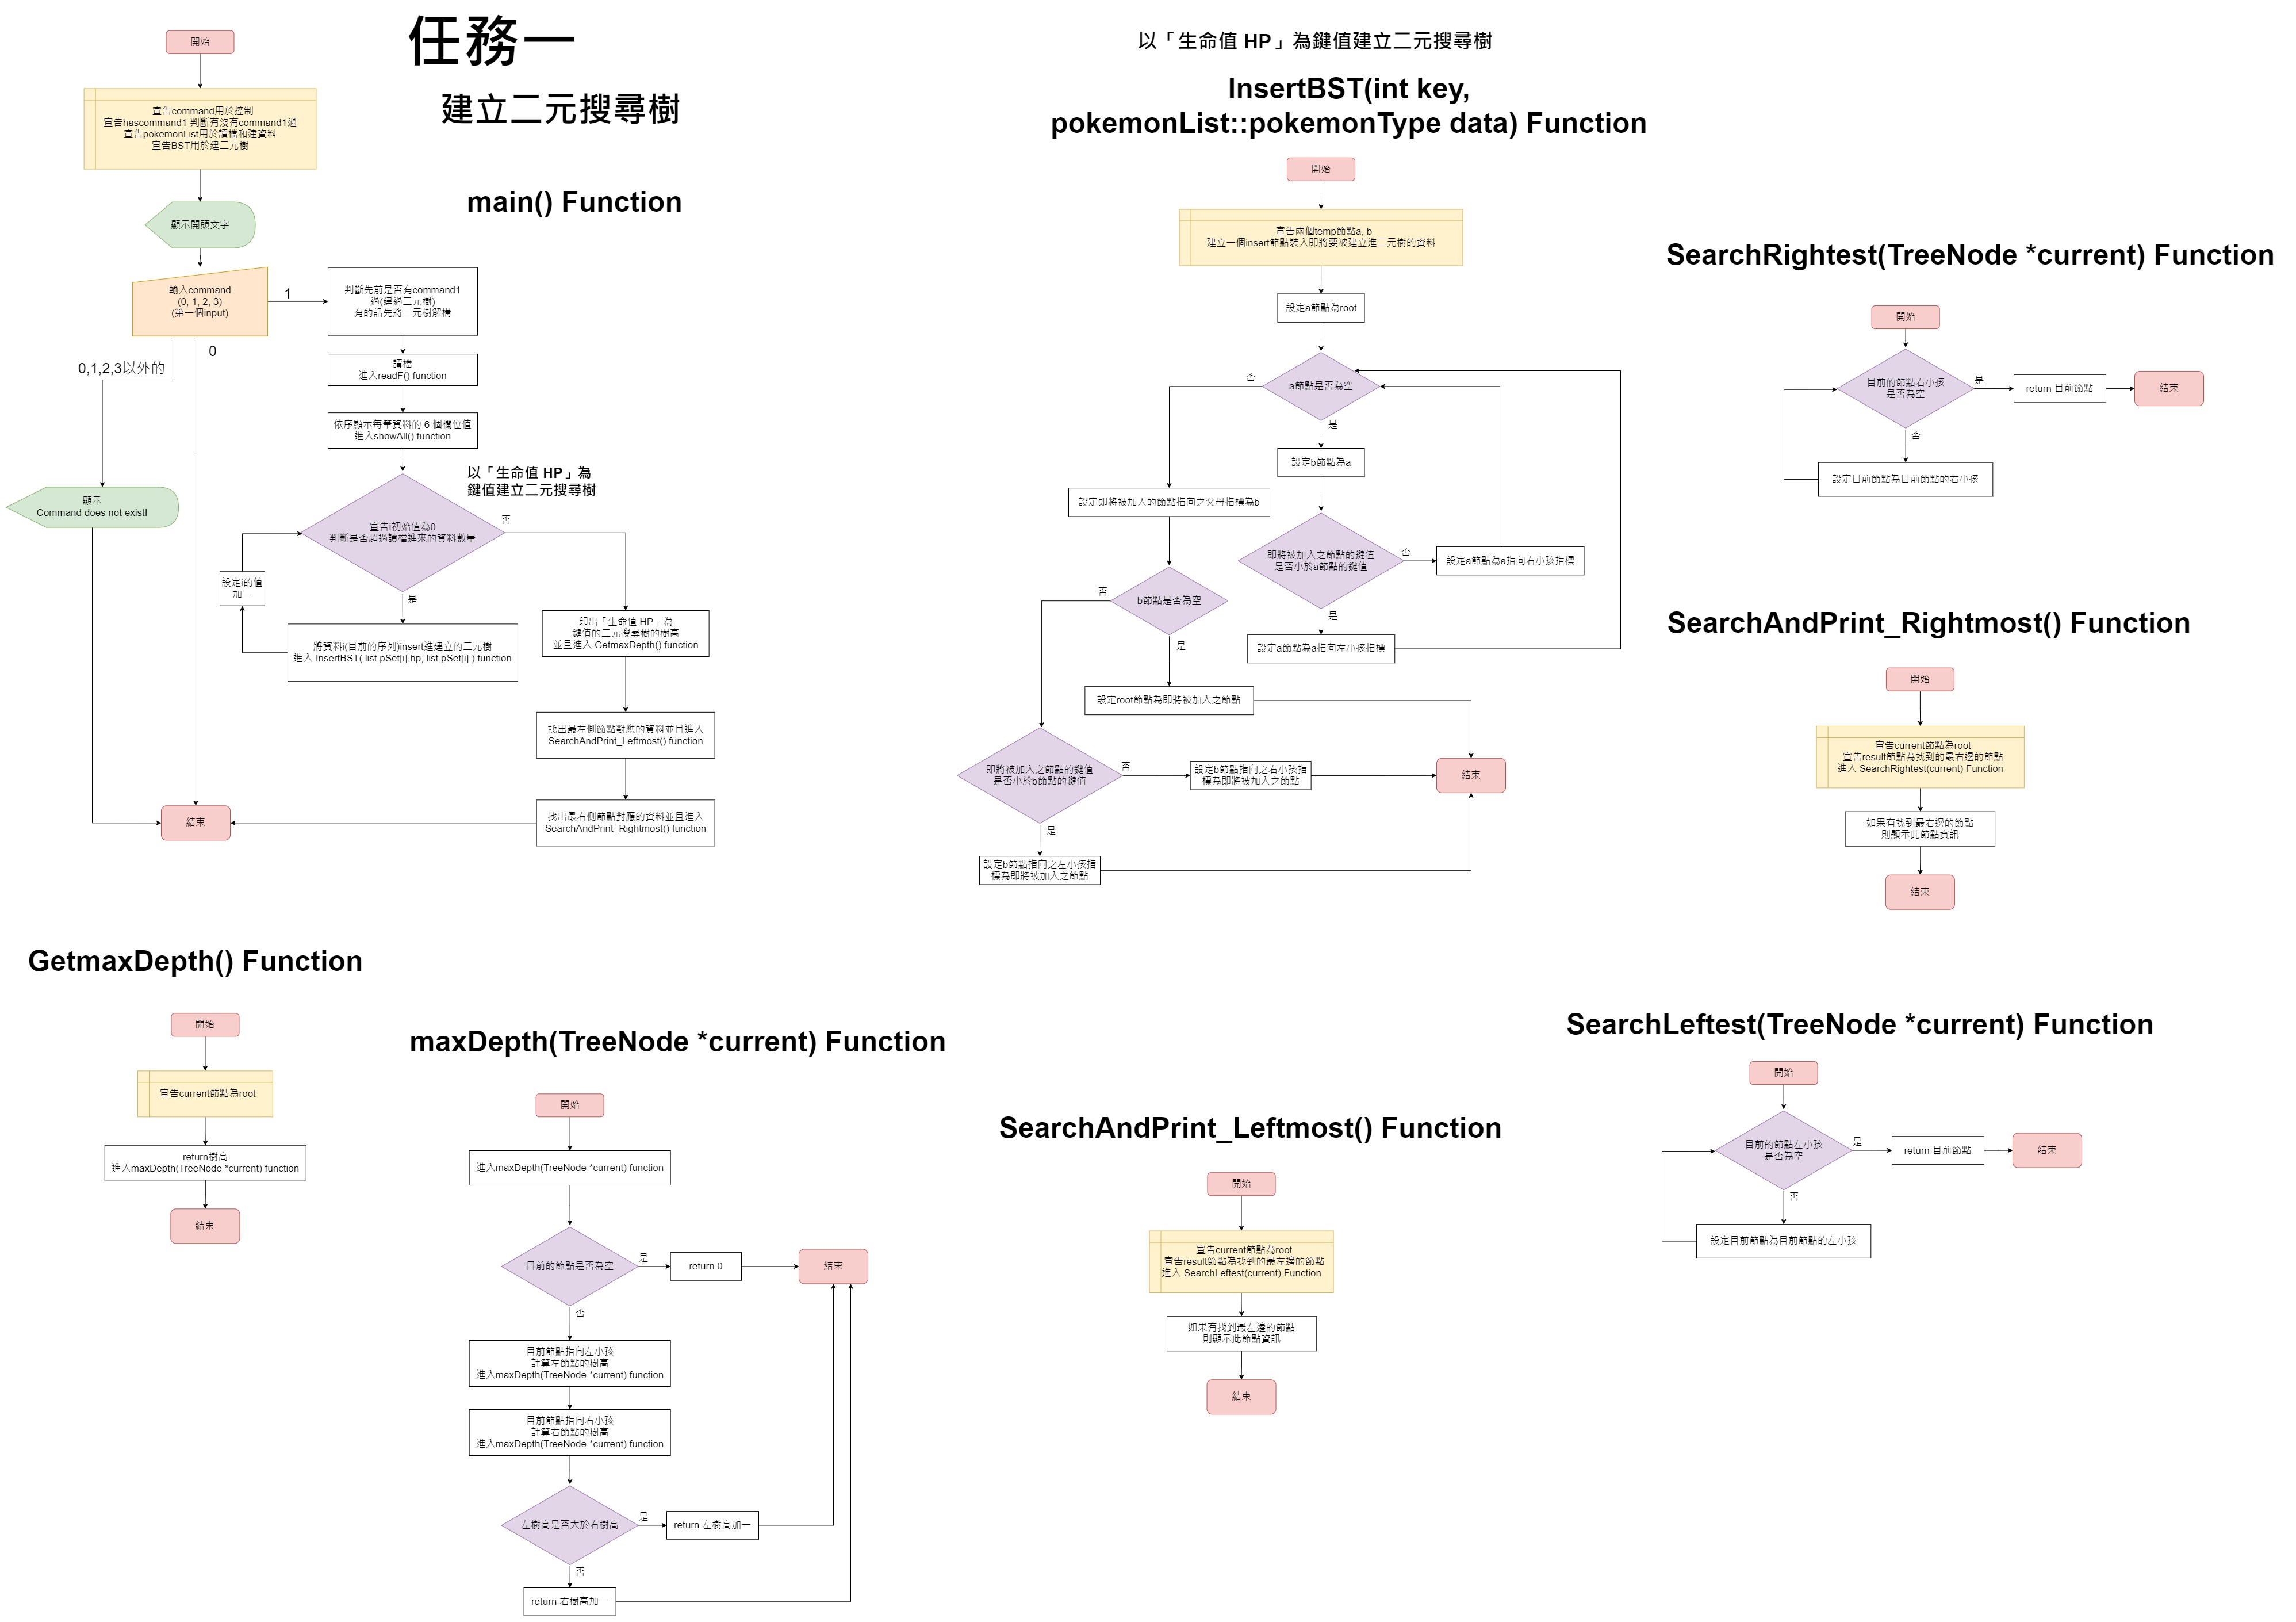 任務一
建立二元搜尋樹
main() Function
開始
宣告command用於控制
宣告hascommand1 判斷有沒有command1過
宣告pokemonList用於讀檔和建資料
宣告BST用於建二元樹
顯示開頭文字
輸入command
(0, 1, 2, 3)
(第一個input)
1
0
0,1,2,3以外的
判斷先前是否有command1
過(建過二元樹)
有的話先將二元樹解構
讀檔
進入readF() function
依序顯示每筆資料的 6 個欄位值
進入showAll() function
以「生命值 HP」為
鍵值建立二元搜尋樹
顯示
Command does not exist!
宣告i初始值為0
判斷是否超過讀檔進來的資料數量
否
是
設定i的值
加一
將資料i(目前的序列)insert進建立的二元樹
進入 InsertBST( list.pSet[i].hp, list.pSet[i] ) function
印出「生命值 HP」為
鍵值的二元搜尋樹的樹高
並且進入 GetmaxDepth() function
找出最左側節點對應的資料並且進入
SearchAndPrint_Leftmost() function
找出最右側節點對應的資料並且進入
SearchAndPrint_Rightmost() function
結束
以「生命值 HP」為鍵值建立二元搜尋樹
InsertBST(int key,
pokemonList::pokemonType data) Function
開始
宣告兩個temp節點a, b
建立一個insert節點裝入即將要被建立進二元樹的資料
設定a節點為root
a節點是否為空
否
是
設定b節點為a
設定即將被加入的節點指向之父母指標為b
即將被加入之節點的鍵值
是否小於a節點的鍵值
否
設定a節點為a指向右小孩指標
是
設定a節點為a指向左小孩指標
b節點是否為空
否
是
設定root節點為即將被加入之節點
即將被加入之節點的鍵值
是否小於b節點的鍵值
否
設定b節點指向之右小孩指
標為即將被加入之節點
是
設定b節點指向之左小孩指
標為即將被加入之節點
結束
SearchRightest(TreeNode *current) Function
開始
目前的節點右小孩
是否為空
是
return 目前節點
結束
否
設定目前節點為目前節點的右小孩
SearchAndPrint_Rightmost() Function
開始
宣告current節點為root
宣告result節點為找到的最右邊的節點
進入 SearchRightest(current) Function
如果有找到最右邊的節點
則顯示此節點資訊
結束
GetmaxDepth() Function
開始
宣告current節點為root
return樹高
進入maxDepth(TreeNode *current) function
結束
maxDepth(TreeNode *current) Function
開始
進入maxDepth(TreeNode *current) function
目前的節點是否為空
是
return 0
結束
否
目前節點指向左小孩
計算左節點的樹高
進入maxDepth(TreeNode *current) function
目前節點指向右小孩
計算右節點的樹高
進入maxDepth(TreeNode *current) function
左樹高是否大於右樹高
是
return 左樹高加一
否
return 右樹高加一
SearchAndPrint_Leftmost() Function
開始
宣告current節點為root
宣告result節點為找到的最左邊的節點
進入 SearchLeftest(current) Function
如果有找到最左邊的節點
則顯示此節點資訊
結束
SearchLeftest(TreeNode *current) Function
開始
目前的節點左小孩
是否為空
是
return 目前節點
結束
否
設定目前節點為目前節點的左小孩